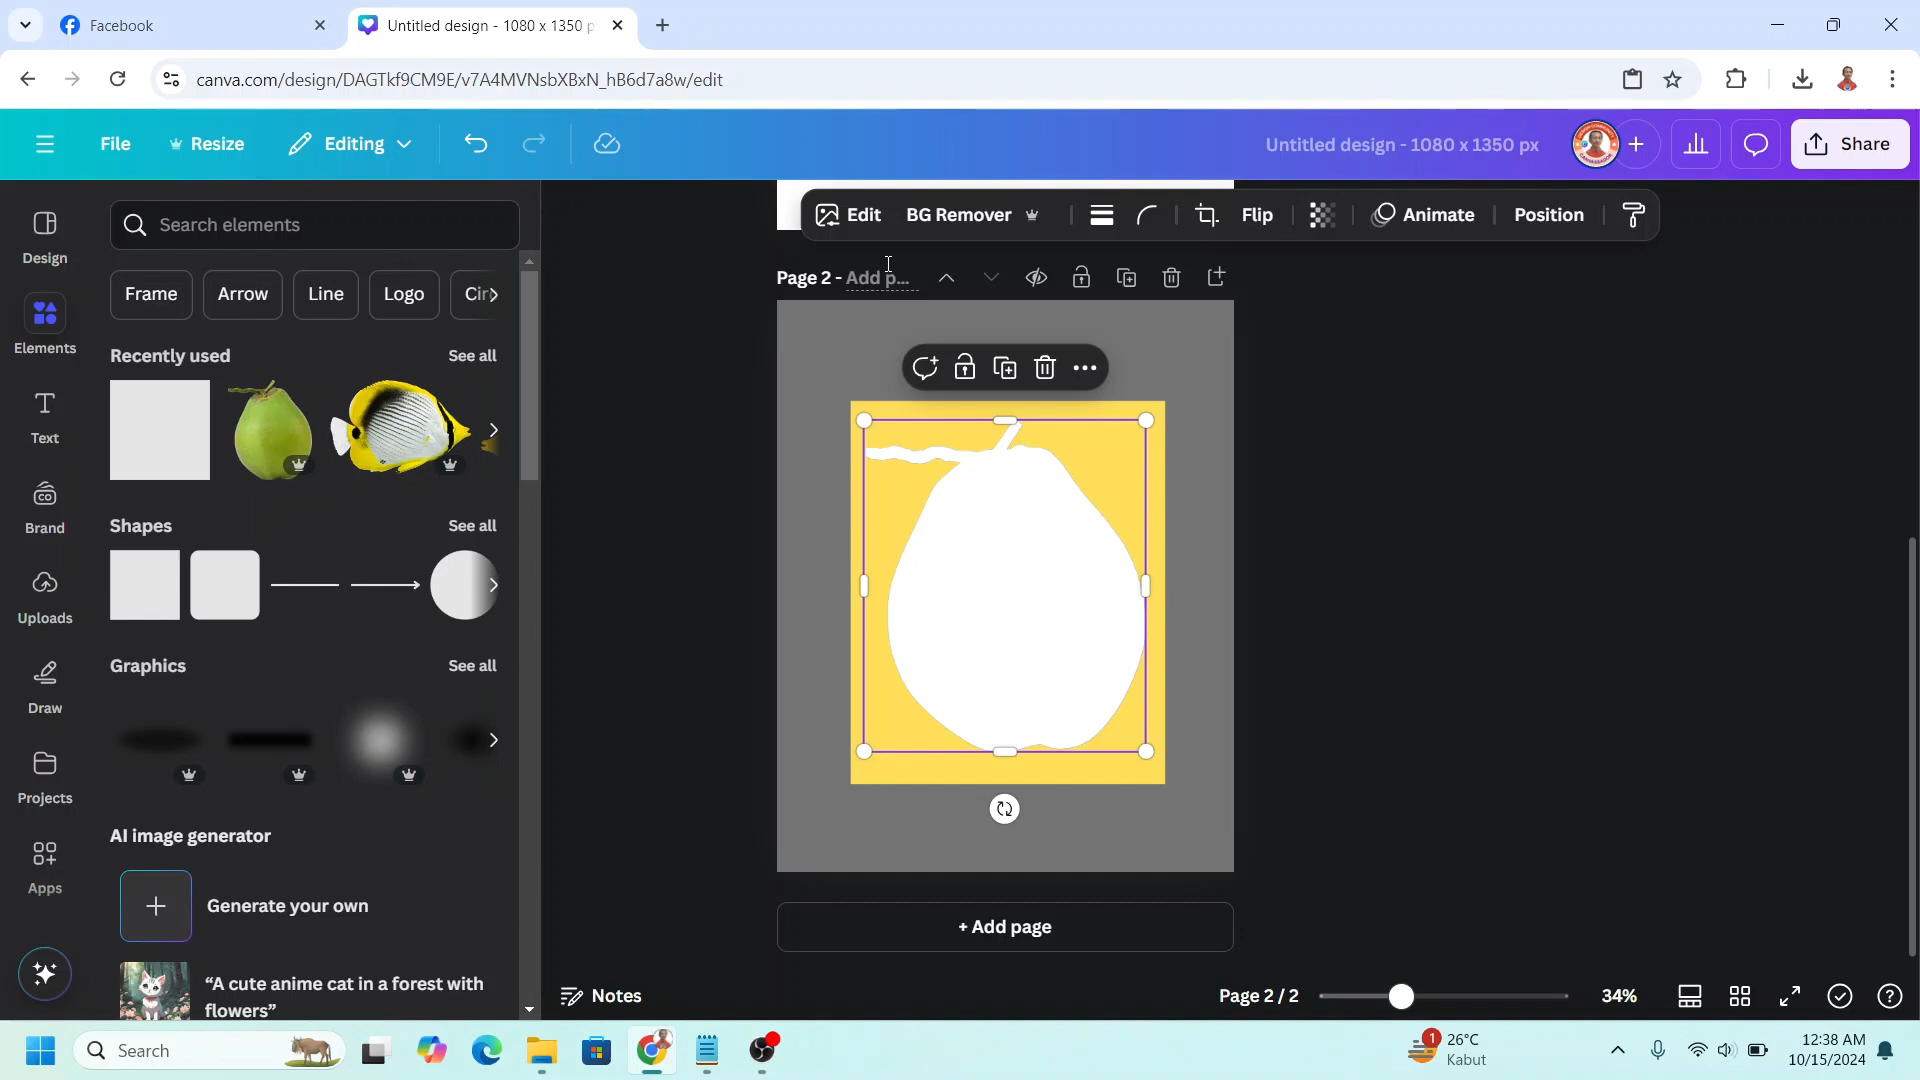 Facebook
Untitled design - 1080 x 1350 p
canva.com/design/DAGTkf9CM9E/v7A4MVNsbXBxN_hB6d7a8w/edit
File
Resize
Editing
Untitled design - 1080 x 1350 px
Share
Design
Elements
Text
Brand
Uploads
Draw
Projects
Apps
Search elements
Frame
Arrow
Line
Logo
Cir
Recently used
See all
Shapes
See all
Graphics
See all
AI image generator
Generate your own
“A cute anime cat in a forest with
flowers”
Edit
BG Remover
Flip
Animate
Position
Page 2 - Add p...
+ Add page
Notes
Page 2 / 2
34%
Search
1
26°C
Kabut
12:38 AM
10/15/2024